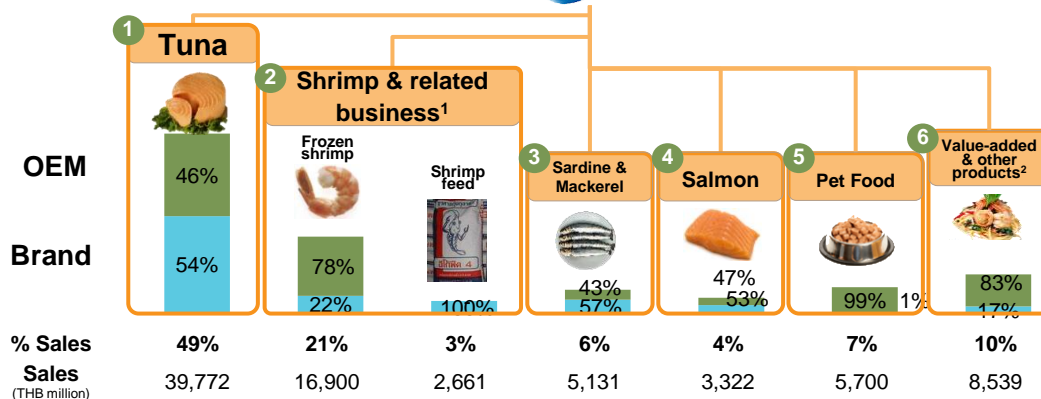 1
Tuna
2
Shrimp & related
business¹
Frozen
shrimp
Shrimp
feed
3
Sardine &
Mackerel
4
Salmon
5
Pet Food
6
Value-added
& other
products²
OEM
46%
78%
43%
47%
99%
1%
83%
Brand
54%
22%
100%
57%
53%
17%
% Sales 49% 21% 3% 6% 4% 7% 10%
Sales 39,772 16,900 2,661 5,131 3,322 5,700 8,539
(THB million)